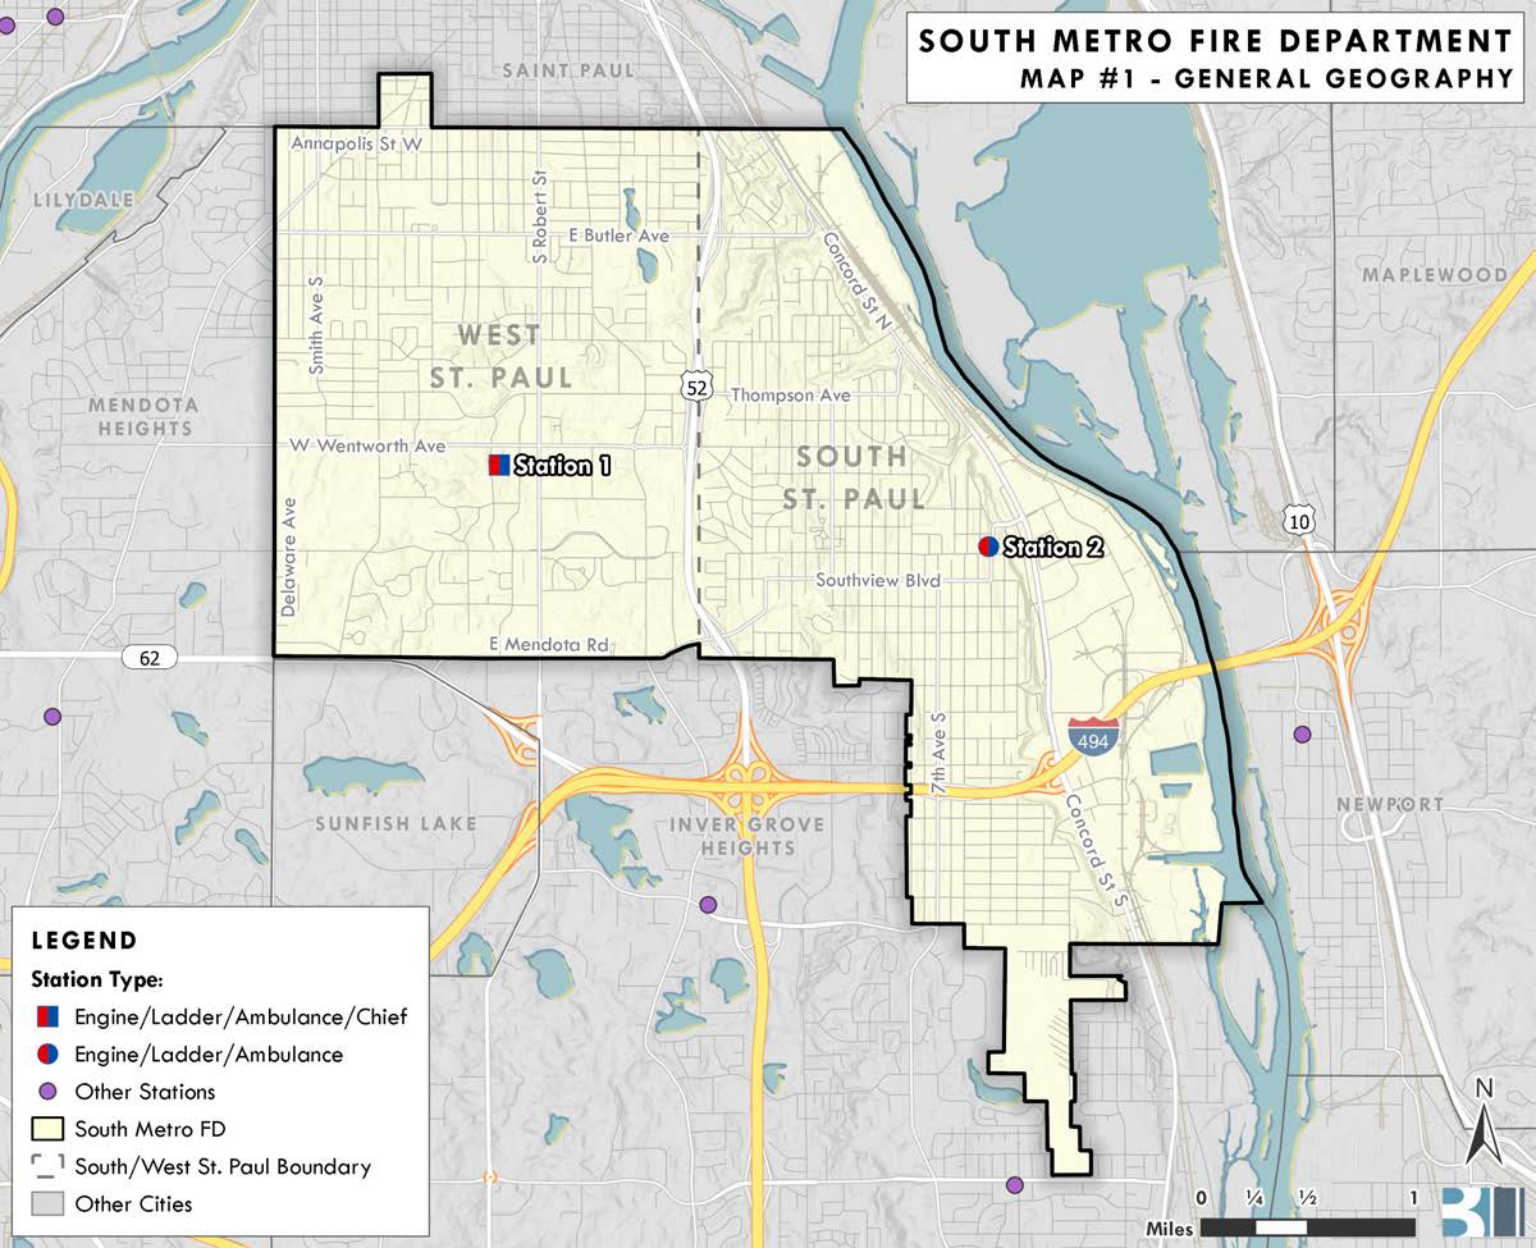 SOUTH METRO FIRE DEPARTMENT
MAP #1 - GENERAL GEOGRAPHY
SAINT PAUL
Annapolis St W
LILYDALE
S Robert St
E Butler Ave
Concord St N
MAPLEWOOD
Smith Ave S
WEST
ST. PAUL
52
Thompson Ave
MENDOTA
HEIGHTS
W Wentworth Ave
Station 1
SOUTH
ST. PAUL
10
Delaware Ave
Station 2
Southview Blvd
E Mendota Rd
62
7th Ave S
494
SUNFISH LAKE
INVER GROVE
HEIGHTS
Concord St S
NEWPORT
LEGEND
Station Type:
Engine/Ladder/Ambulance/Chief
Engine/Ladder/Ambulance
Other Stations
South Metro FD
South/West St. Paul Boundary
Other Cities
N
0 ¼ ½ 1
Miles